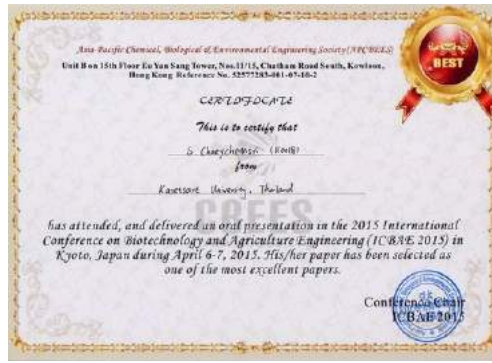 Asia-Pacific Chemical, Biological & Environmental Engineering Society (APCBEES)
BEST
Unit B on 15th Floor Eu Yan Sang Tower, Nos.11/15, Chatham Road South, Kowloon,
Hong Kong Reference No. 52577283-001-07-10-2
CERTIFICATE
This is to certify that
S. (K008)
from
Kasetsart University, Thailand
CBEES
has attended, and delivered an oral presentation in the 2015 International
Conference on Biotechnology and Agriculture Engineering (ICBAE 2015) in
Kyoto, Japan during April 6-7, 2015. His/her paper has been selected as
one of the most excellent papers.
Conference Chair
ICBAE 2015